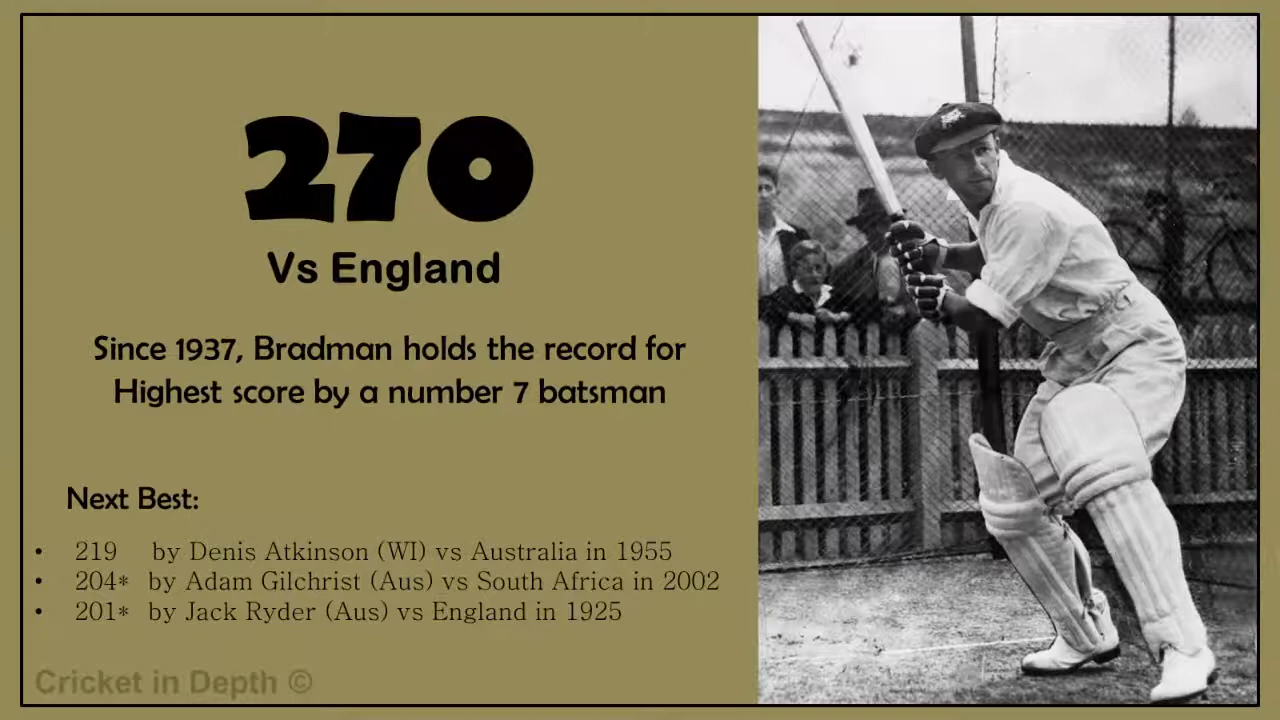 270
Vs England
Since 1937, Bradman holds the record for
Highest score by a number 7 batsman
Next Best:
• 219 by Denis Atkinson (WI) vs Australia in 1955
• 204* by Adam Gilchrist (Aus) vs South Africa in 2002
• 201* by Jack Ryder (Aus) vs England in 1925
Cricket in Depth ©